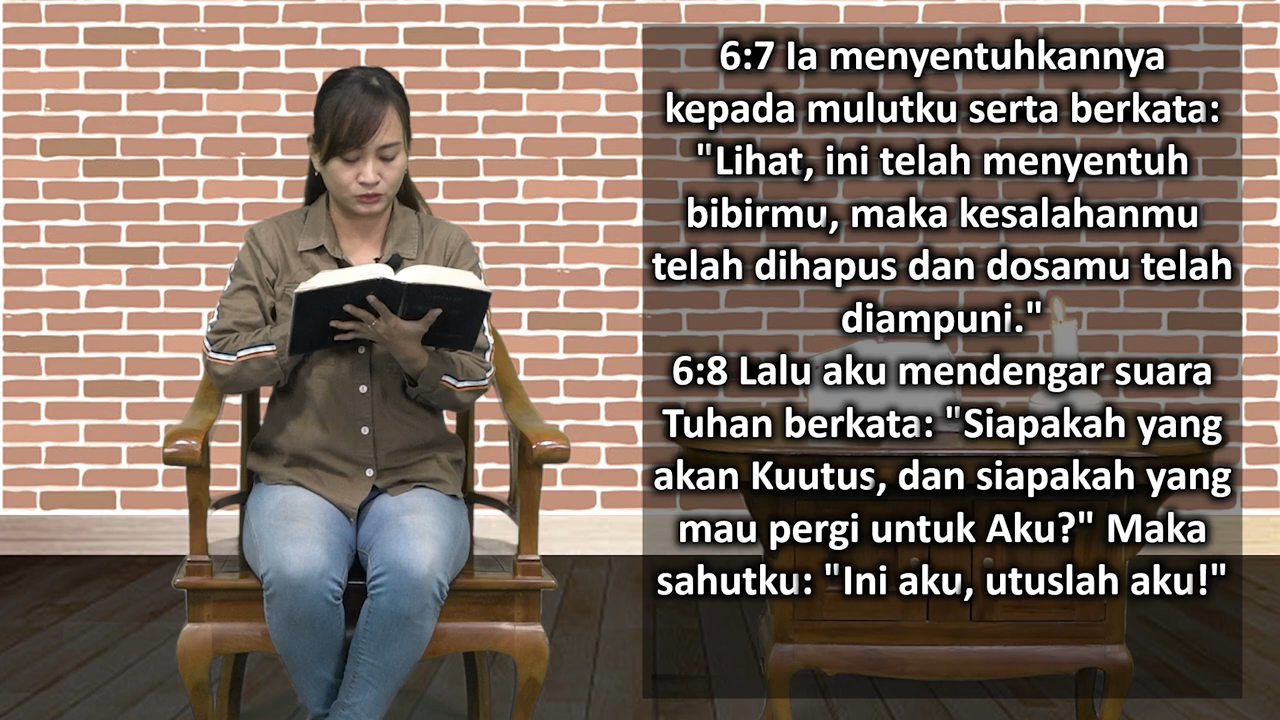 6:7 Ia menyentuhkannya
kepada mulutku serta berkata:
"Lihat, ini telah menyentuh
bibirmu, maka kesalahanmu
telah dihapus dan dosamu telah
diampuni."
6:8 Lalu aku mendengar suara
Tuhan berkata: "Siapakah yang
akan Kuutus, dan siapakah yang
mau pergi untuk Aku?" Maka
sahutku: "Ini aku, utuslah aku!"